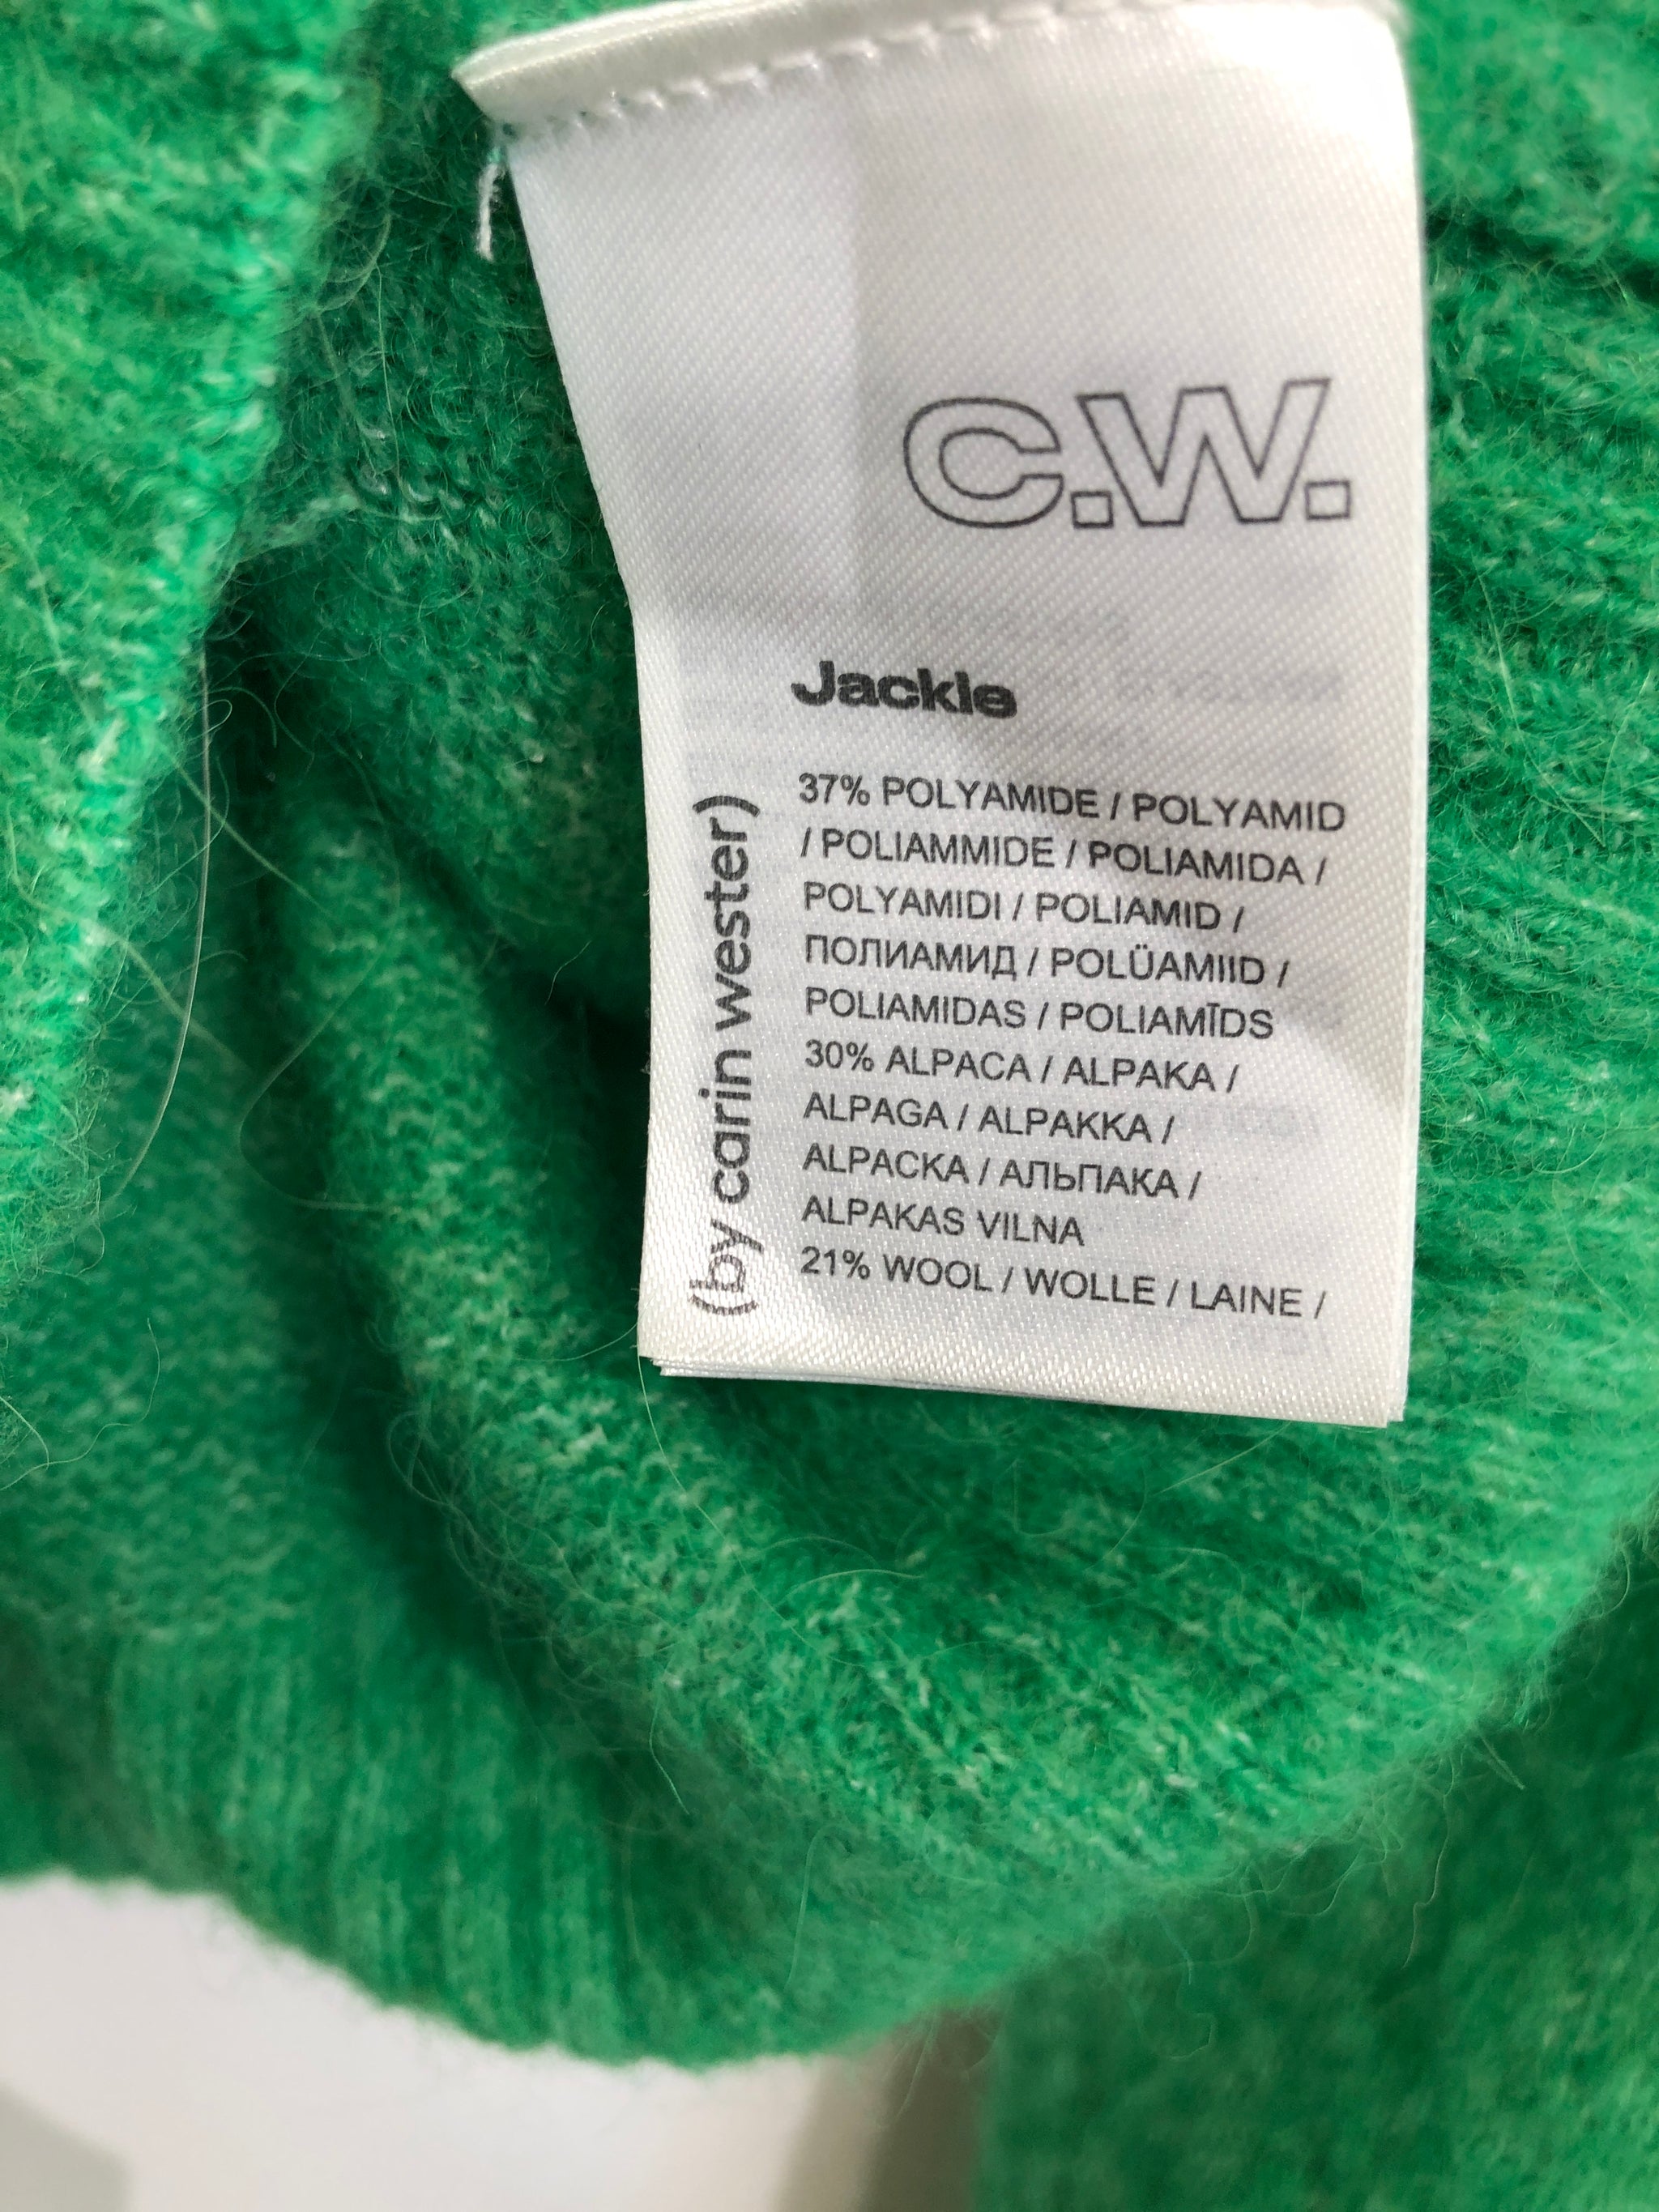 C.W.
Jackie
(by carin wester)
37% POLYAMIDE / POLYAMID
/ POLIAMMIDE / POLIAMIDA /
POLYAMIDI / POLIAMID /
ПОЛИАМИД / POLÜAMIID /
POLIAMIDAS / POLIAMĪDS
30% ALPACA / ALPAKA /
ALPAGA / ALPAKKA /
ALPACKA / АЛЬПАКА /
ALPAKAS VILNA
21% WOOL / WOLLE / LAINE /